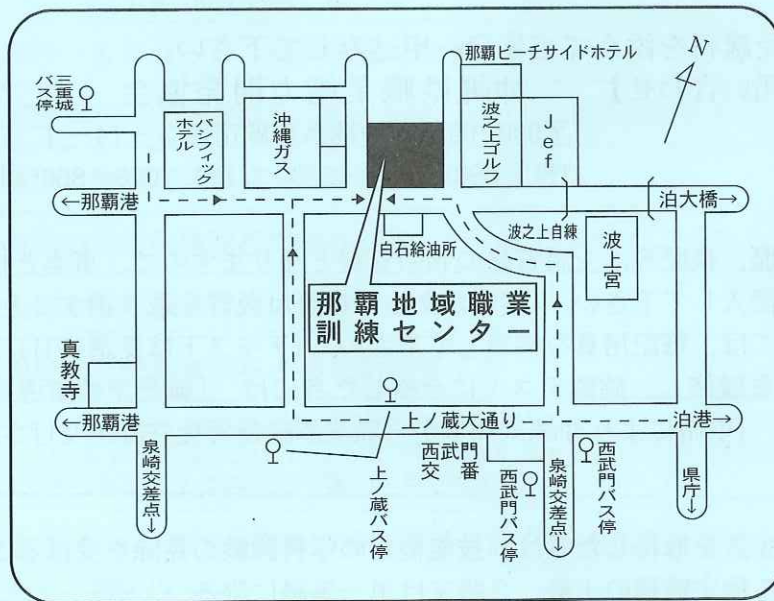 那覇ビーチサイドホテル
N
三重城
バス停
パシフィック
ホテル
沖縄ガス
波之上ゴルフ
Jef
←那覇港
泊大橋→
白石給油所
波之上自練
波上宮
那覇地域職業
訓練センター
真教寺
←那覇港
上ノ蔵大通り
泊港→
泉崎交差点→
上ノ蔵バス停
西武門
交番
西武門バス停
泉崎交差点→
西武門バス停
県庁→